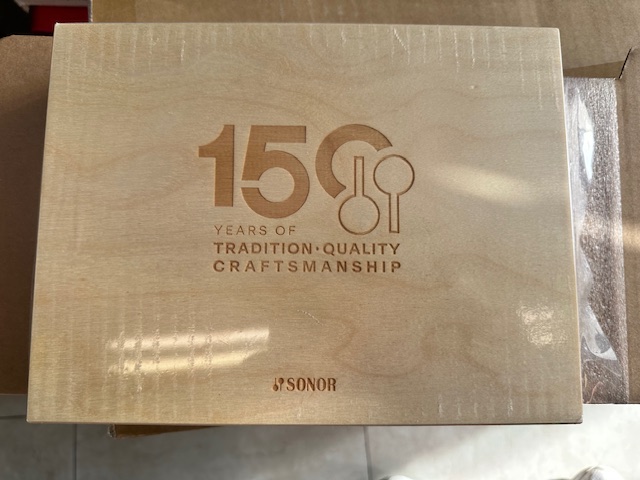 150
YEARS OF
TRADITION·QUALITY
CRAFTSMANSHIP
SONOR